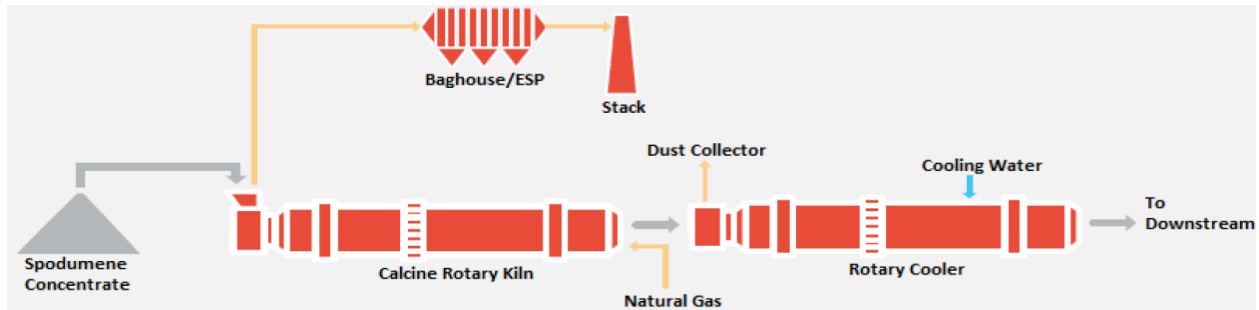 Baghouse/ESP
Stack
Dust Collector
Cooling Water
To
Downstream
Spodumene
Concentrate
Calcine Rotary Kiln
Rotary Cooler
Natural Gas